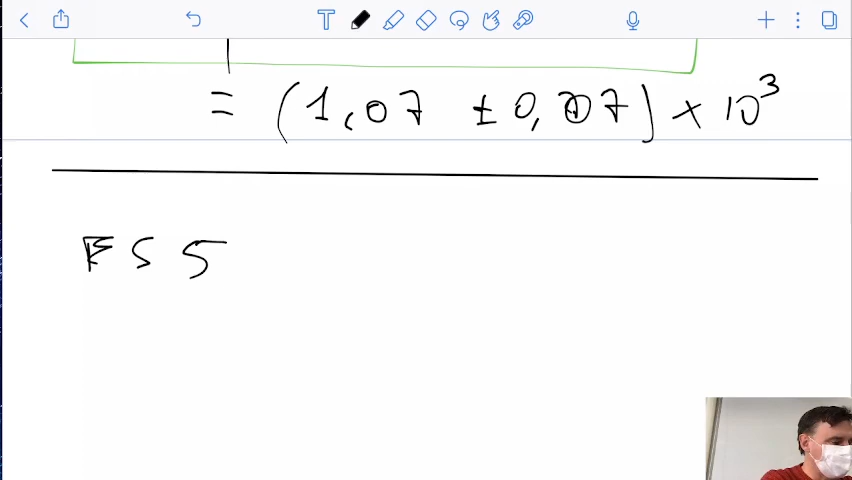 = (1,07 ± 0,07) × 10³
FS 5